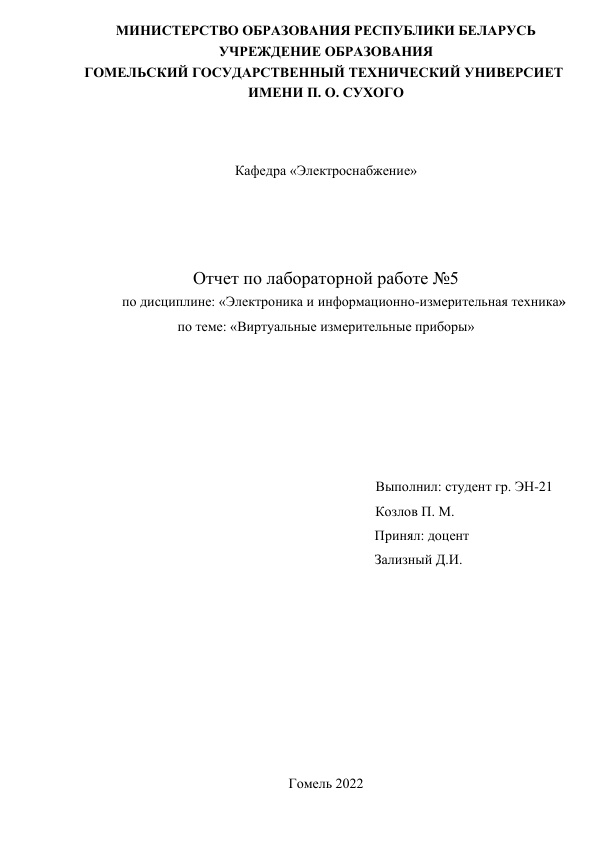 МИНИСТЕРСТВО ОБРАЗОВАНИЯ РЕСПУБЛИКИ БЕЛАРУСЬ
УЧРЕЖДЕНИЕ ОБРАЗОВАНИЯ
ГОМЕЛЬСКИЙ ГОСУДАРСТВЕННЫЙ ТЕХНИЧЕСКИЙ УНИВЕРСИЕТ
ИМЕНИ П. О. СУХОГО
Кафедра «Электроснабжение»
Отчет по лабораторной работе №5
по дисциплине: «Электроника и информационно-измерительная техника»
по теме: «Виртуальные измерительные приборы»
Выполнил: студент гр. ЭН-21
Козлов П. М.
Принял: доцент
Зализный Д.И.
Гомель 2022